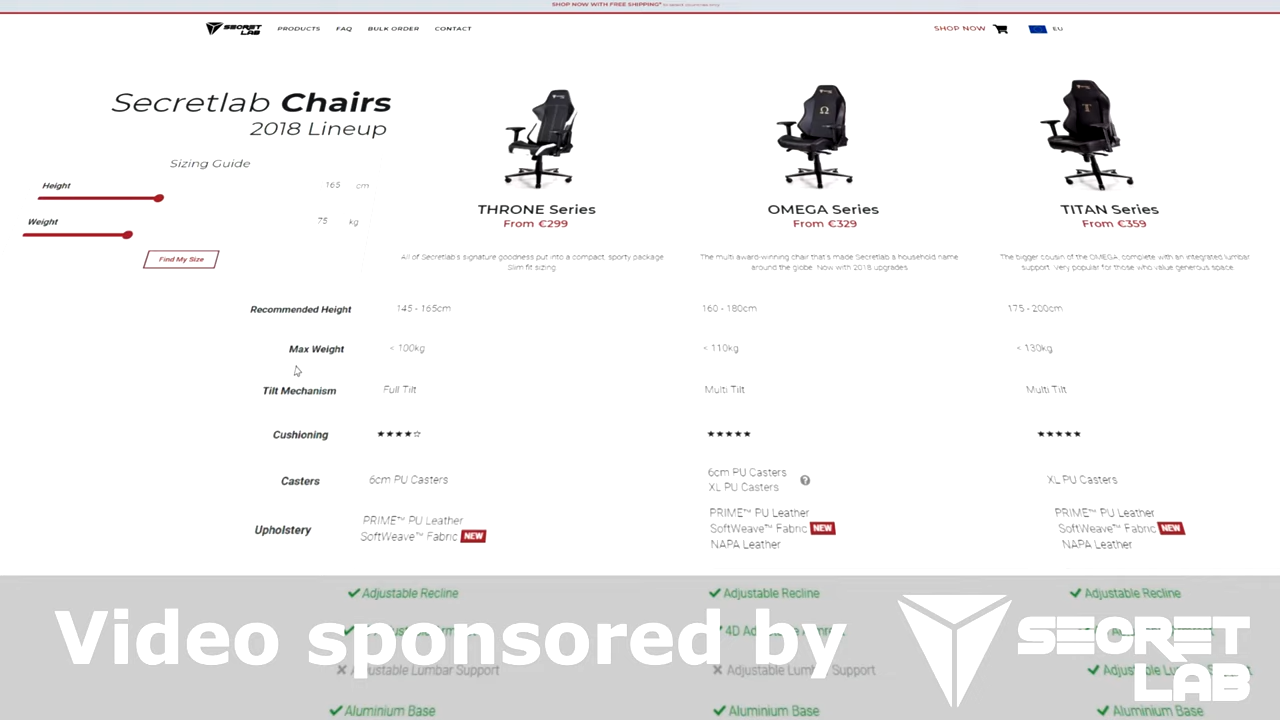 SHOP NOW WITH FREE SHIPPING*
SECRET LAB
PRODUCTS FAQ BULK ORDER CONTACT
SHOP NOW
EU
Secretlab Chairs
2018 Lineup
Sizing Guide
Height 165 cm
Weight 75 kg
Find My Size
THRONE Series OMEGA Series TITAN Series
From €299 From €329 From €359
All of Secretlab's signature goodness put into a compact, sporty package.
Slim fit sizing.
The multi award-winning chair that's made Secretlab a household name
around the globe. Now with 2018 upgrades.
The bigger cousin of the OMEGA, complete with an integrated lumbar
support. Very popular for those who value generous space.
Recommended Height 145 - 165cm 160 - 180cm 175 - 200cm
Max Weight < 100kg < 110kg < 130kg
Tilt Mechanism Full Tilt Multi Tilt Multi Tilt
Cushioning ★★★★☆ ★★★★★ ★★★★★
Casters 6cm PU Casters
6cm PU Casters
XL PU Casters
?
XL PU Casters
Upholstery
PRIME™ PU Leather
SoftWeave™ Fabric NEW
PRIME™ PU Leather
SoftWeave™ Fabric NEW
NAPA Leather
PRIME™ PU Leather
SoftWeave™ Fabric NEW
NAPA Leather
Adjustable Recline Adjustable Recline Adjustable Recline
Video sponsored by SECRET LAB
Adjustable Lumbar Support Adjustable Lumbar Support
Aluminium Base Aluminium Base Aluminium Base